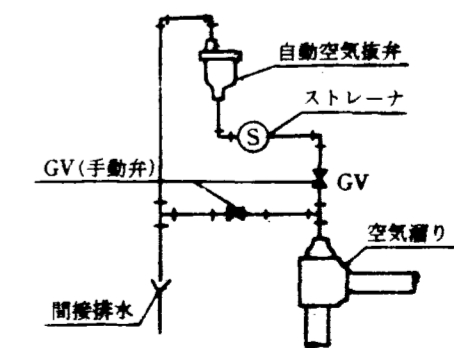 自動空気抜弁
ストレーナ
S
GV(手動弁)
GV
空気溜り
間接排水